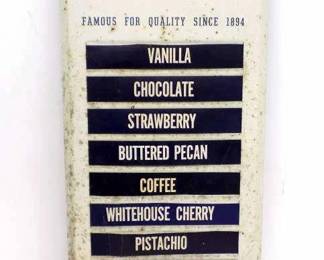 FAMOUS FOR QUALITY SINCE 1894
VANILLA
CHOCOLATE
STRAWBERRY
BUTTERED PECAN
COFFEE
WHITEHOUSE CHERRY
PISTACHIO